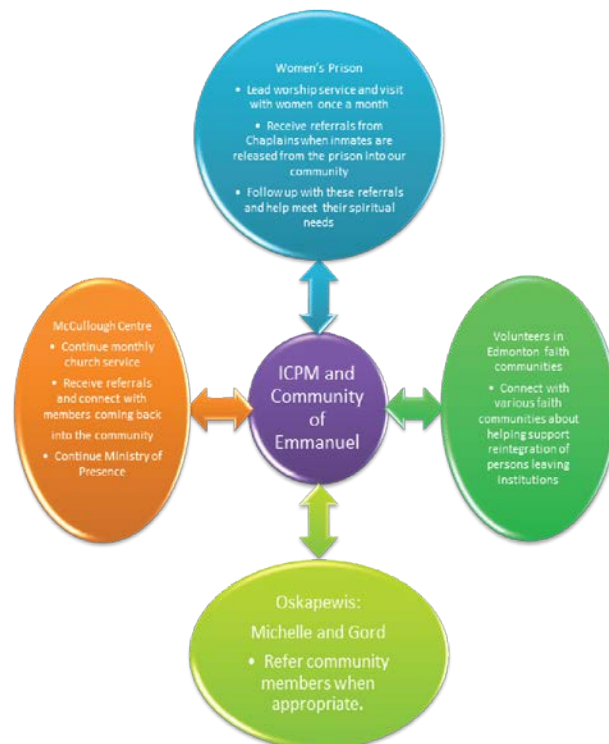 Women's Prison
• Lead worship service and visit
with women once a month
• Receive referrals from
Chaplains when inmates are
released from the prison into our
community
• Follow up with these referrals
and help meet their spiritual
needs
McCullough Centre
• Continue monthly
church service
• Receive referrals
and connect with
members coming back
into the community
• Continue Ministry of
Presence
ICPM and
Community
of
Emmanuel
Volunteers in
Edmonton faith
communities
• Connect with
various faith
communities about
helping support
reintegration of
persons leaving
institutions
Oskapewis:
Michelle and Gord
• Refer community
members when
appropriate.